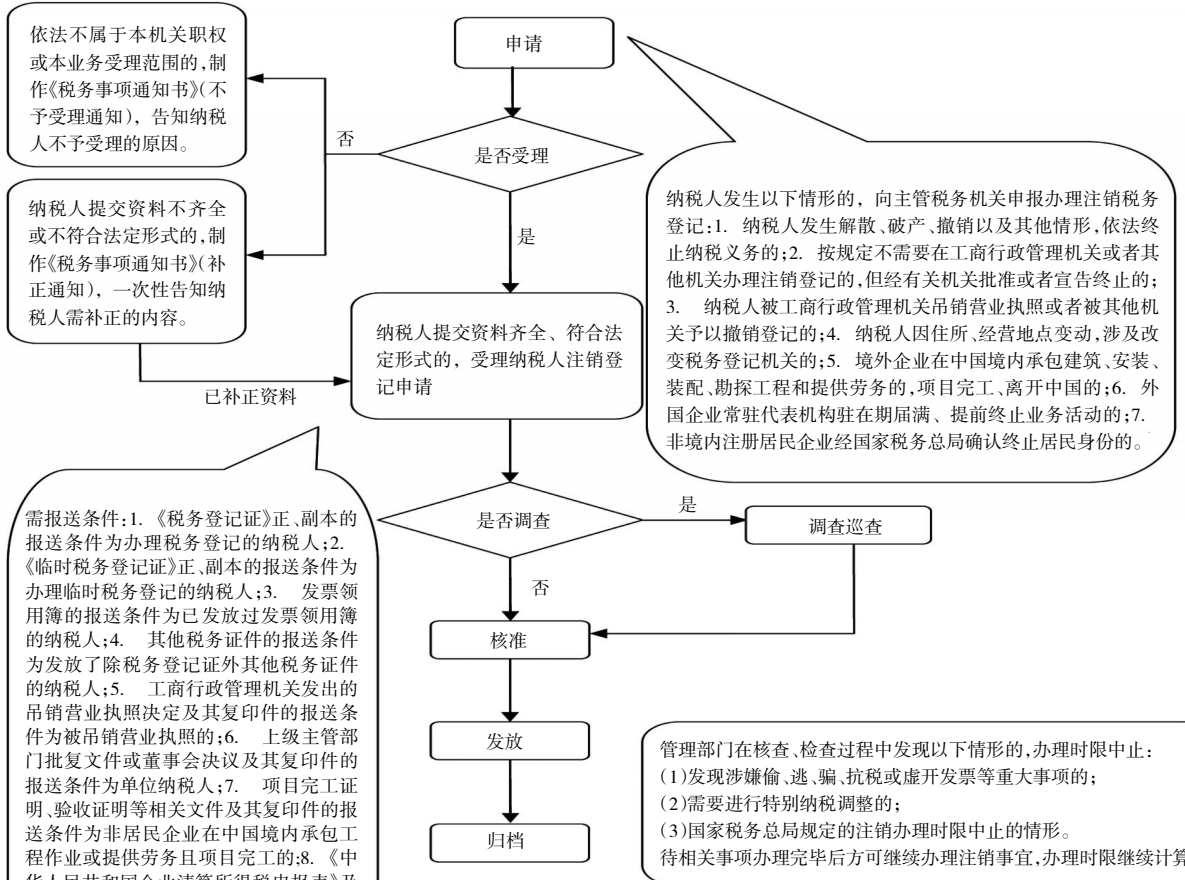 申请
依法不属于本机关职权
或本业务受理范围的,制
作《税务事项通知书》(不
予受理通知), 告知纳税
人不予受理的原因。
否
是否受理
纳税人提交资料不齐全
或不符合法定形式的,制
作《税务事项通知书》(补
正通知), 一次性告知纳
税人需补正的内容。
是
纳税人发生以下情形的, 向主管税务机关申报办理注销税务
登记:1. 纳税人发生解散、破产、撤销以及其他情形,依法终
止纳税义务的;2. 按规定不需要在工商行政管理机关或者其
他机关办理注销登记的,但经有关机关批准或者宣告终止的;
3. 纳税人被工商行政管理机关吊销营业执照或者被其他机
关予以撤销登记的;4. 纳税人因住所、经营地点变动,涉及改
变税务登记机关的;5. 境外企业在中国境内承包建筑、安装、
装配、勘探工程和提供劳务的,项目完工、离开中国的;6. 外
国企业常驻代表机构驻在期届满、提前终止业务活动的;7.
非境内注册居民企业经国家税务总局确认终止居民身份的。
纳税人提交资料齐全、符合法
定形式的, 受理纳税人注销登
记申请
已补正资料
需报送条件:1. 《税务登记证》正、副本的
报送条件为办理税务登记的纳税人;2.
《临时税务登记证》正、副本的报送条件为
办理临时税务登记的纳税人;3. 发票领
用簿的报送条件为已发放过发票领用簿
的纳税人;4. 其他税务证件的报送条件
为发放了除税务登记证外其他税务证件
的纳税人;5. 工商行政管理机关发出的
吊销营业执照决定及其复印件的报送条
件为被吊销营业执照的;6. 上级主管部
门批复文件或董事会决议及其复印件的
报送条件为单位纳税人;7. 项目完工证
明、验收证明等相关文件及其复印件的报
送条件为非居民企业在中国境内承包工
程作业或提供劳务且项目完工的;8. 《中
华人民共和国企业清算所得税申报表》及
是否调查
是
调查巡查
否
核准
发放
归档
管理部门在核查、检查过程中发现以下情形的,办理时限中止:
(1)发现涉嫌偷、逃、骗、抗税或虚开发票等重大事项的;
(2)需要进行特别纳税调整的;
(3)国家税务总局规定的注销办理时限中止的情形。
待相关事项办理完毕后方可继续办理注销事宜,办理时限继续计算